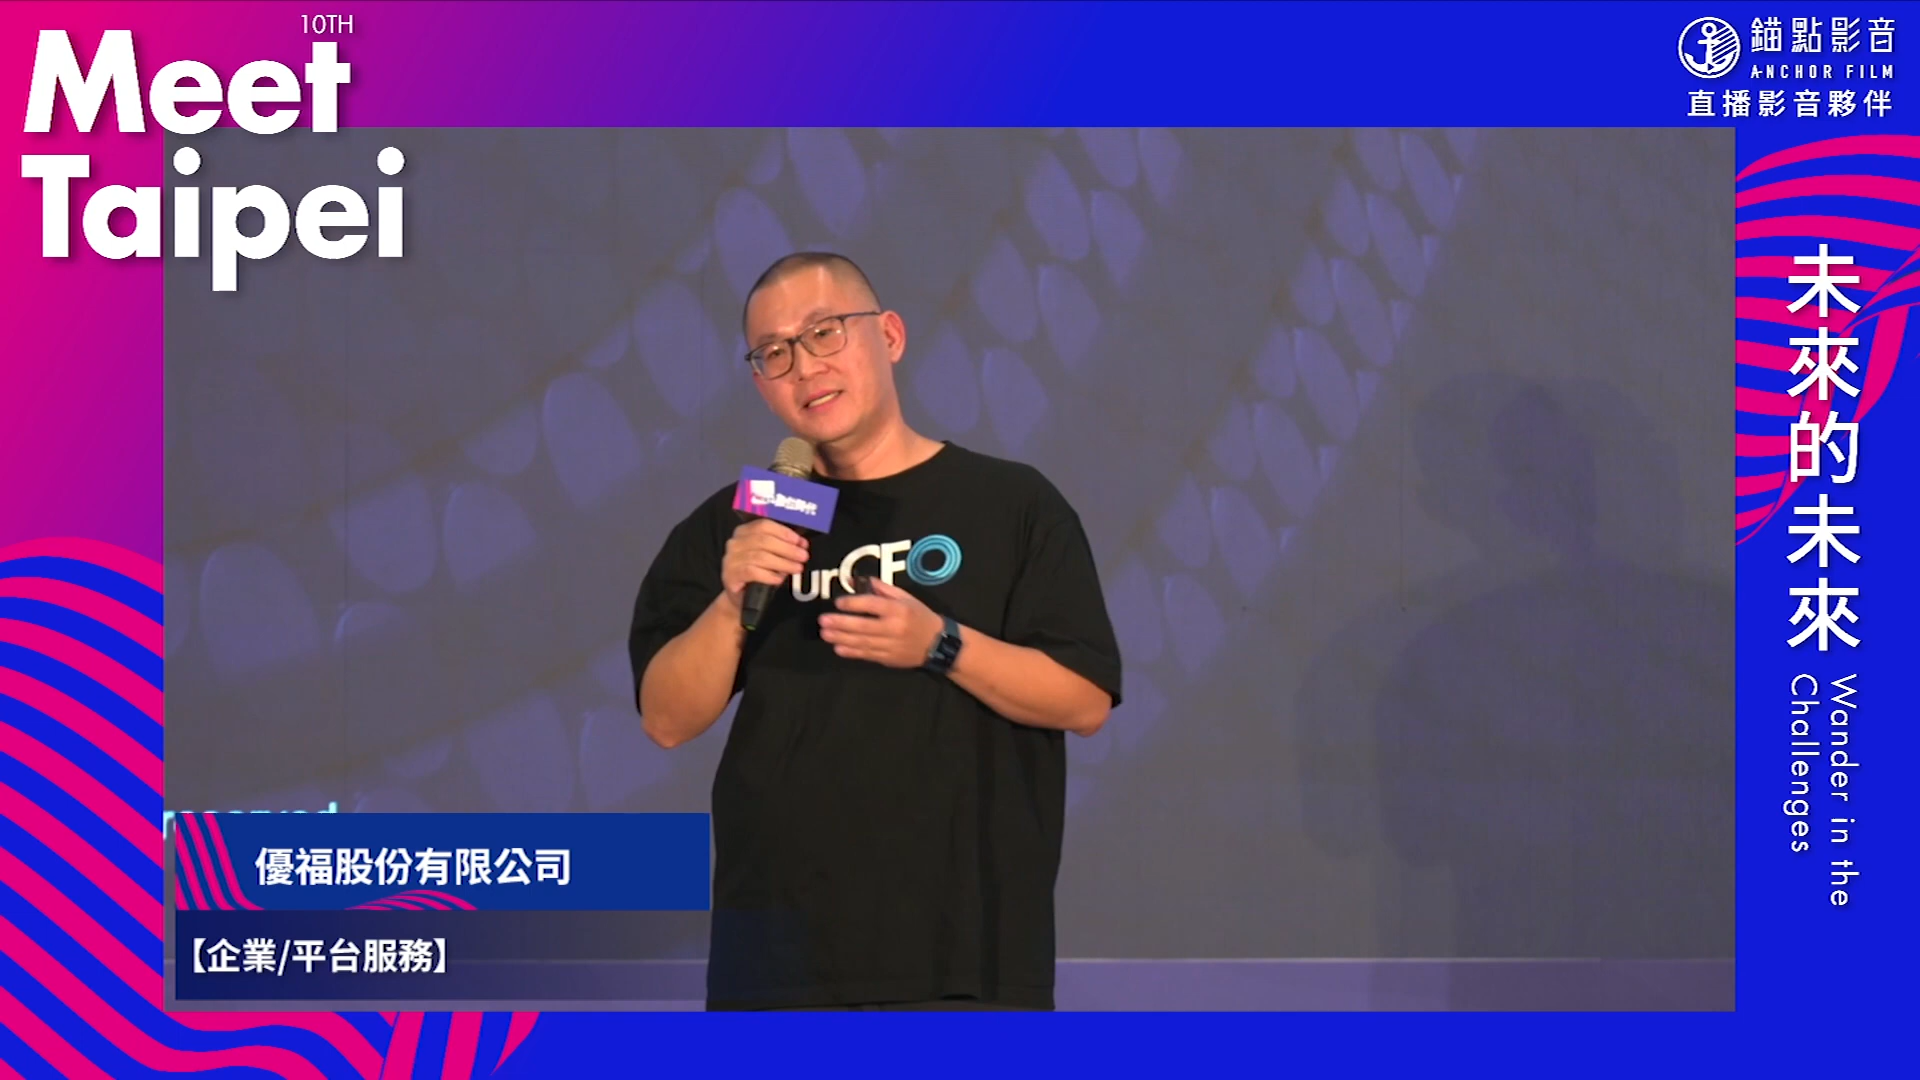 10TH
Meet
Taipei
錨點影音
ANCHOR FILM
直播影音夥伴
未來的未來
Wander in the
Challenges
urCFO
優福股份有限公司
【企業/平台服務】